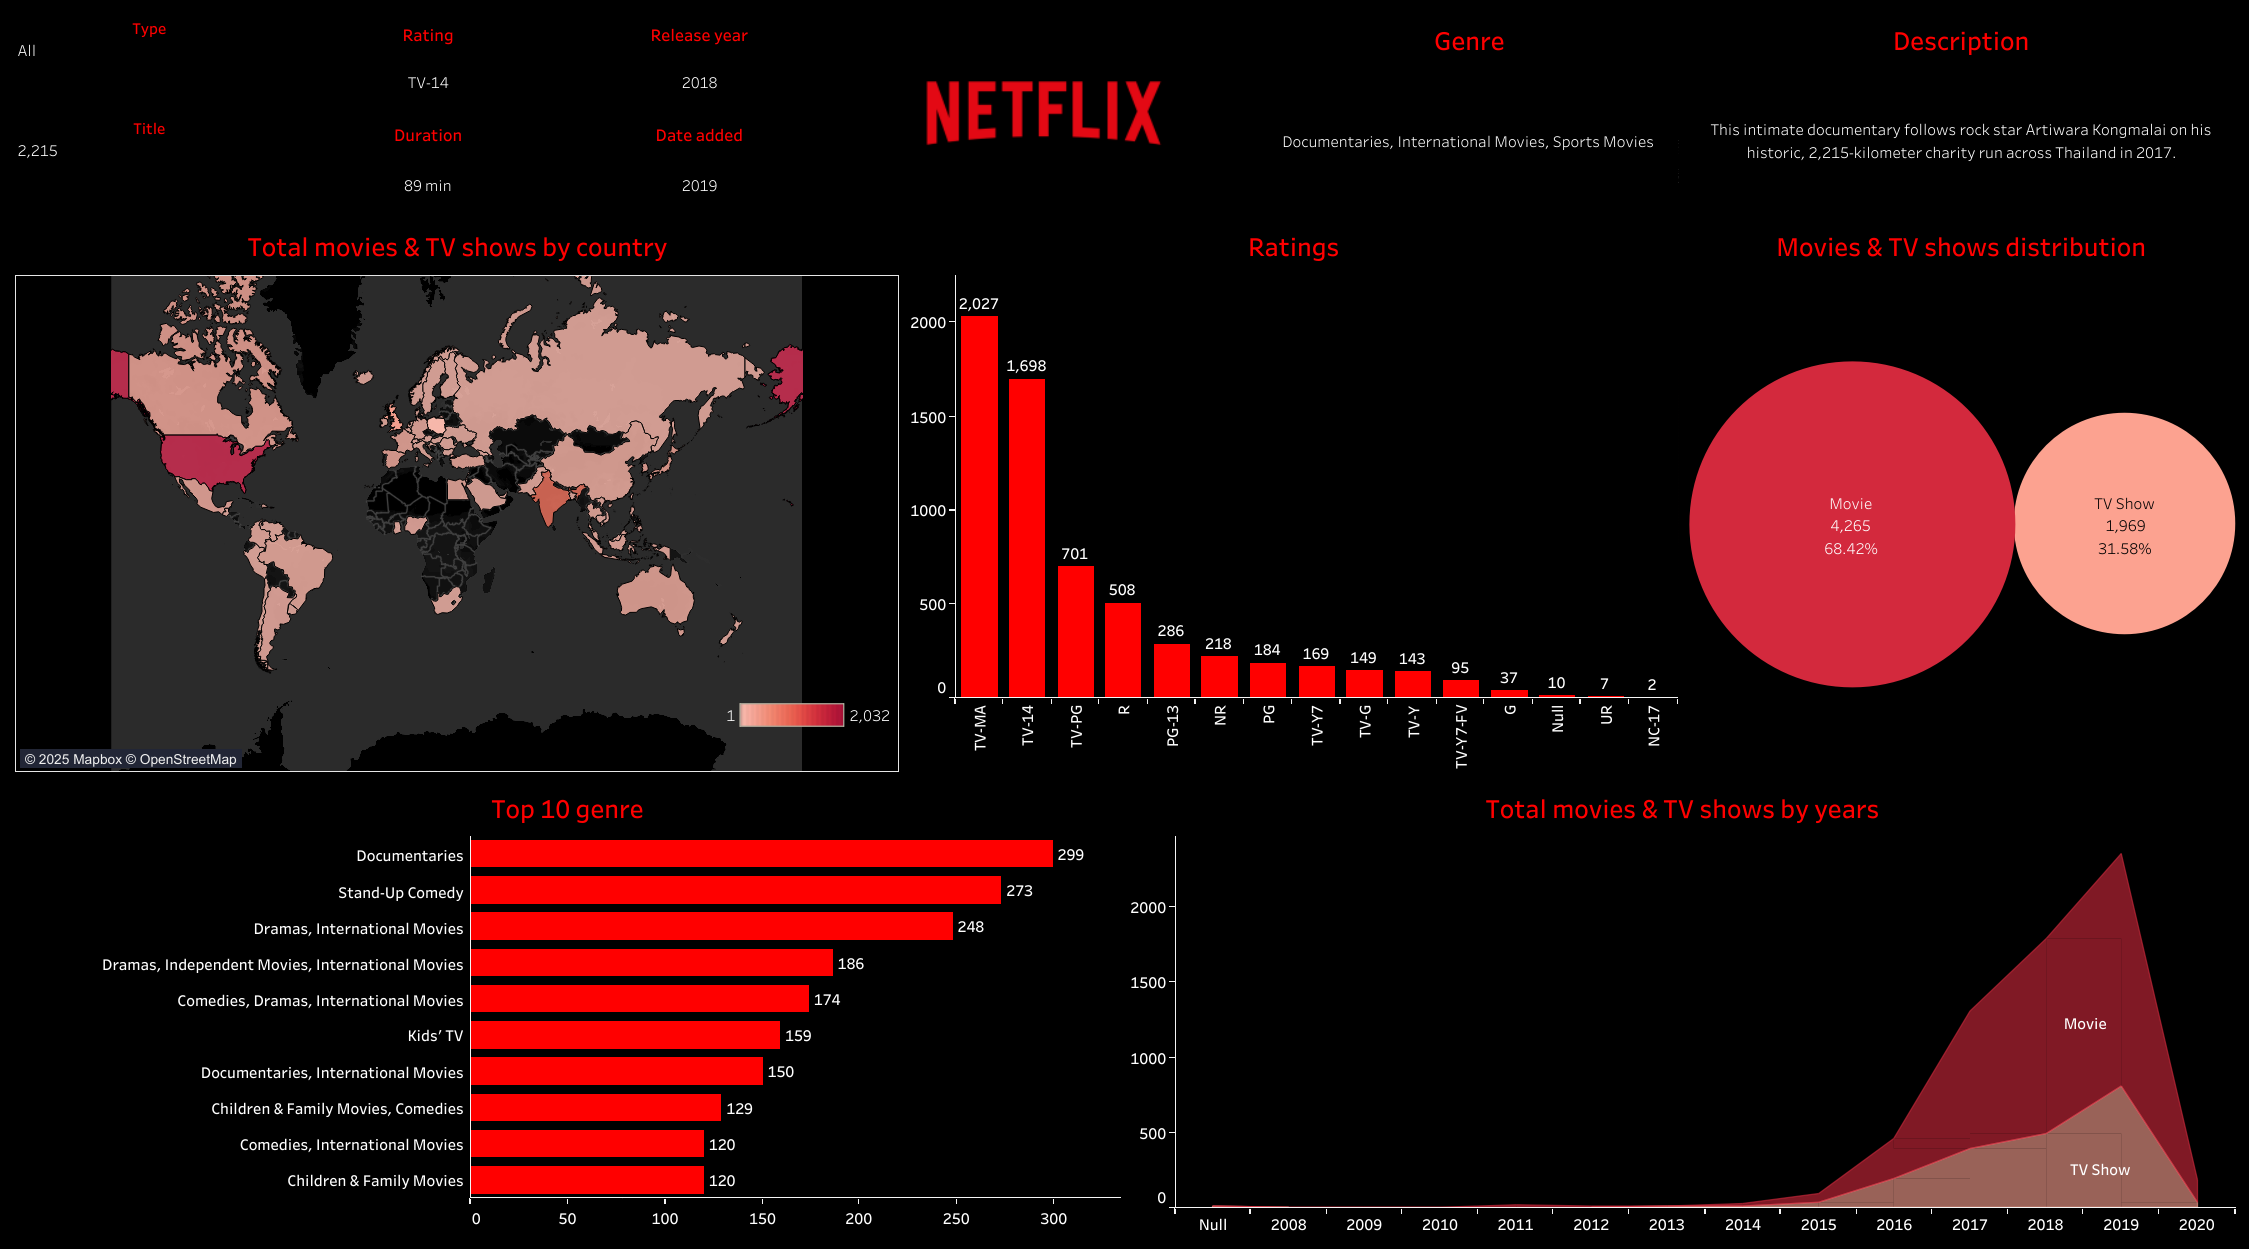 Type
All
Title
2,215
Rating
TV-14
Duration
89 min
Release year
2018
Date added
2019
NETFLIX
Genre
Documentaries, International Movies, Sports Movies
Description
This intimate documentary follows rock star Artiwara Kongmalai on his
historic, 2,215-kilometer charity run across Thailand in 2017.
Total movies & TV shows by country
1
2,032
© 2025 Mapbox © OpenStreetMap
Ratings
2000
1500
1000
500
0
2,027
1,698
701
508
286
218
184
169
149
143
95
37
10
7
2
TV-MA
TV-14
TV-PG
R
PG-13
NR
PG
TV-Y7
TV-G
TV-Y
TV-Y7-FV
G
Null
UR
NC-17
Movies & TV shows distribution
Movie
4,265
68.42%
TV Show
1,969
31.58%
Top 10 genre
Documentaries 299
Stand-Up Comedy 273
Dramas, International Movies 248
Dramas, Independent Movies, International Movies 186
Comedies, Dramas, International Movies 174
Kids’ TV 159
Documentaries, International Movies 150
Children & Family Movies, Comedies 129
Comedies, International Movies 120
Children & Family Movies 120
0 50 100 150 200 250 300
Total movies & TV shows by years
2000
1500
1000
500
0
Movie
TV Show
Null 2008 2009 2010 2011 2012 2013 2014 2015 2016 2017 2018 2019 2020